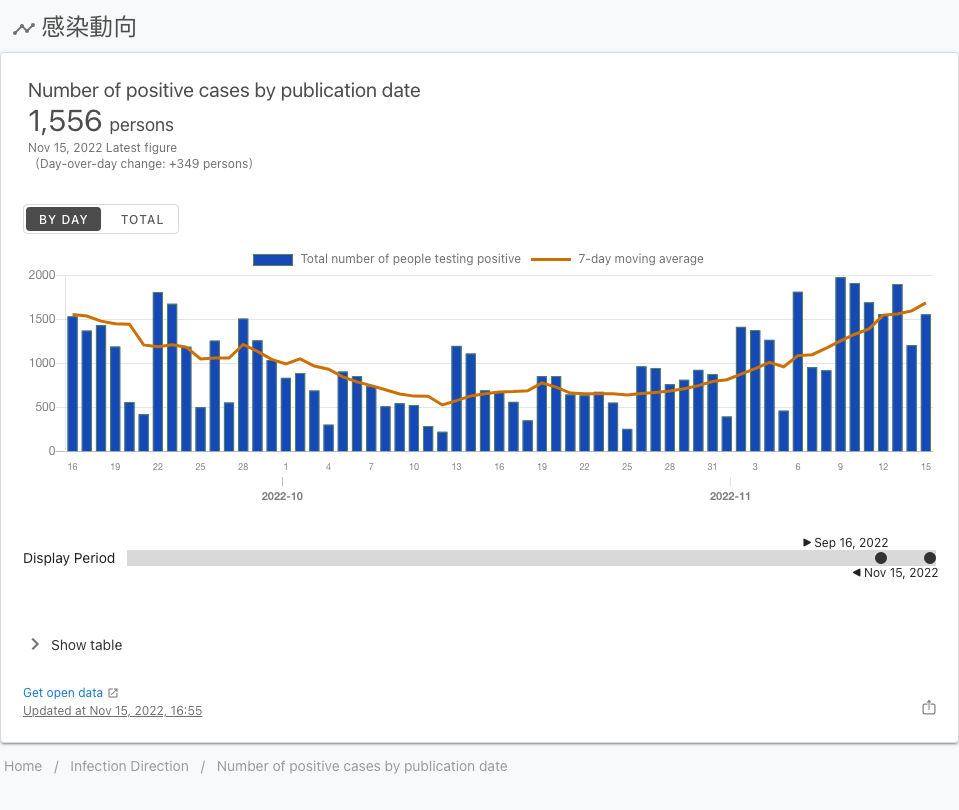 感染動向
Number of positive cases by publication date
1,556 persons
Nov 15, 2022 Latest figure
(Day-over-day change: +349 persons)
BY DAY TOTAL
Total number of people testing positive 7-day moving average
2000
1500
1000
500
0
16 19 22 25 28 1 4 7 10 13 16 19 22 25 28 31 3 6 9 12 15
2022-10 2022-11
Sep 16, 2022
Display Period
Nov 15, 2022
Show table
Get open data
Updated at Nov 15, 2022, 16:55
Home / Infection Direction / Number of positive cases by publication date